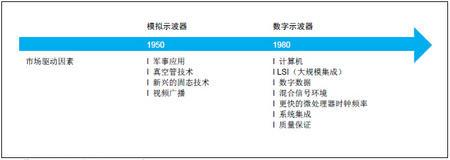 模拟示波器 数字示波器
1950 1980
市场驱动因素
l 军事应用
l 真空管技术
l 新兴的固态技术
l 视频广播
l 计算机
l LSI（大规模集成）
l 数字数据
l 混合信号环境
l 更快的微处理器时钟频率
l 系统集成
l 质量保证